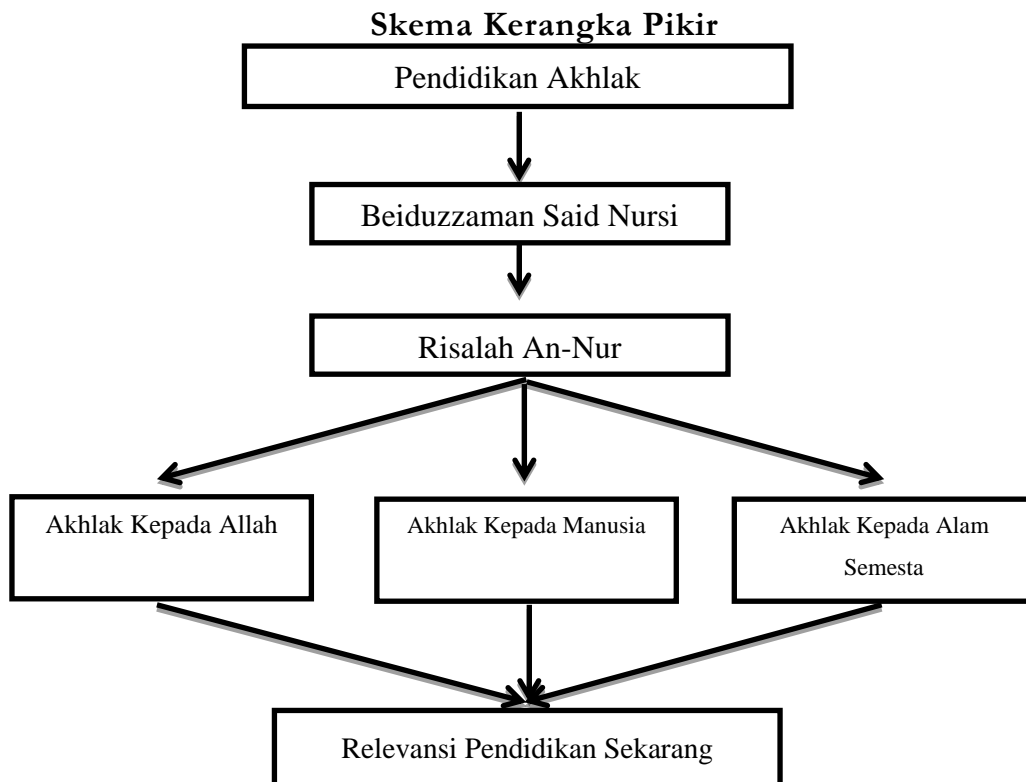 Skema Kerangka Pikir
Pendidikan Akhlak
Beiduzzaman Said Nursi
Risalah An-Nur
Akhlak Kepada Allah
Akhlak Kepada Manusia
Akhlak Kepada Alam
Semesta
Relevansi Pendidikan Sekarang